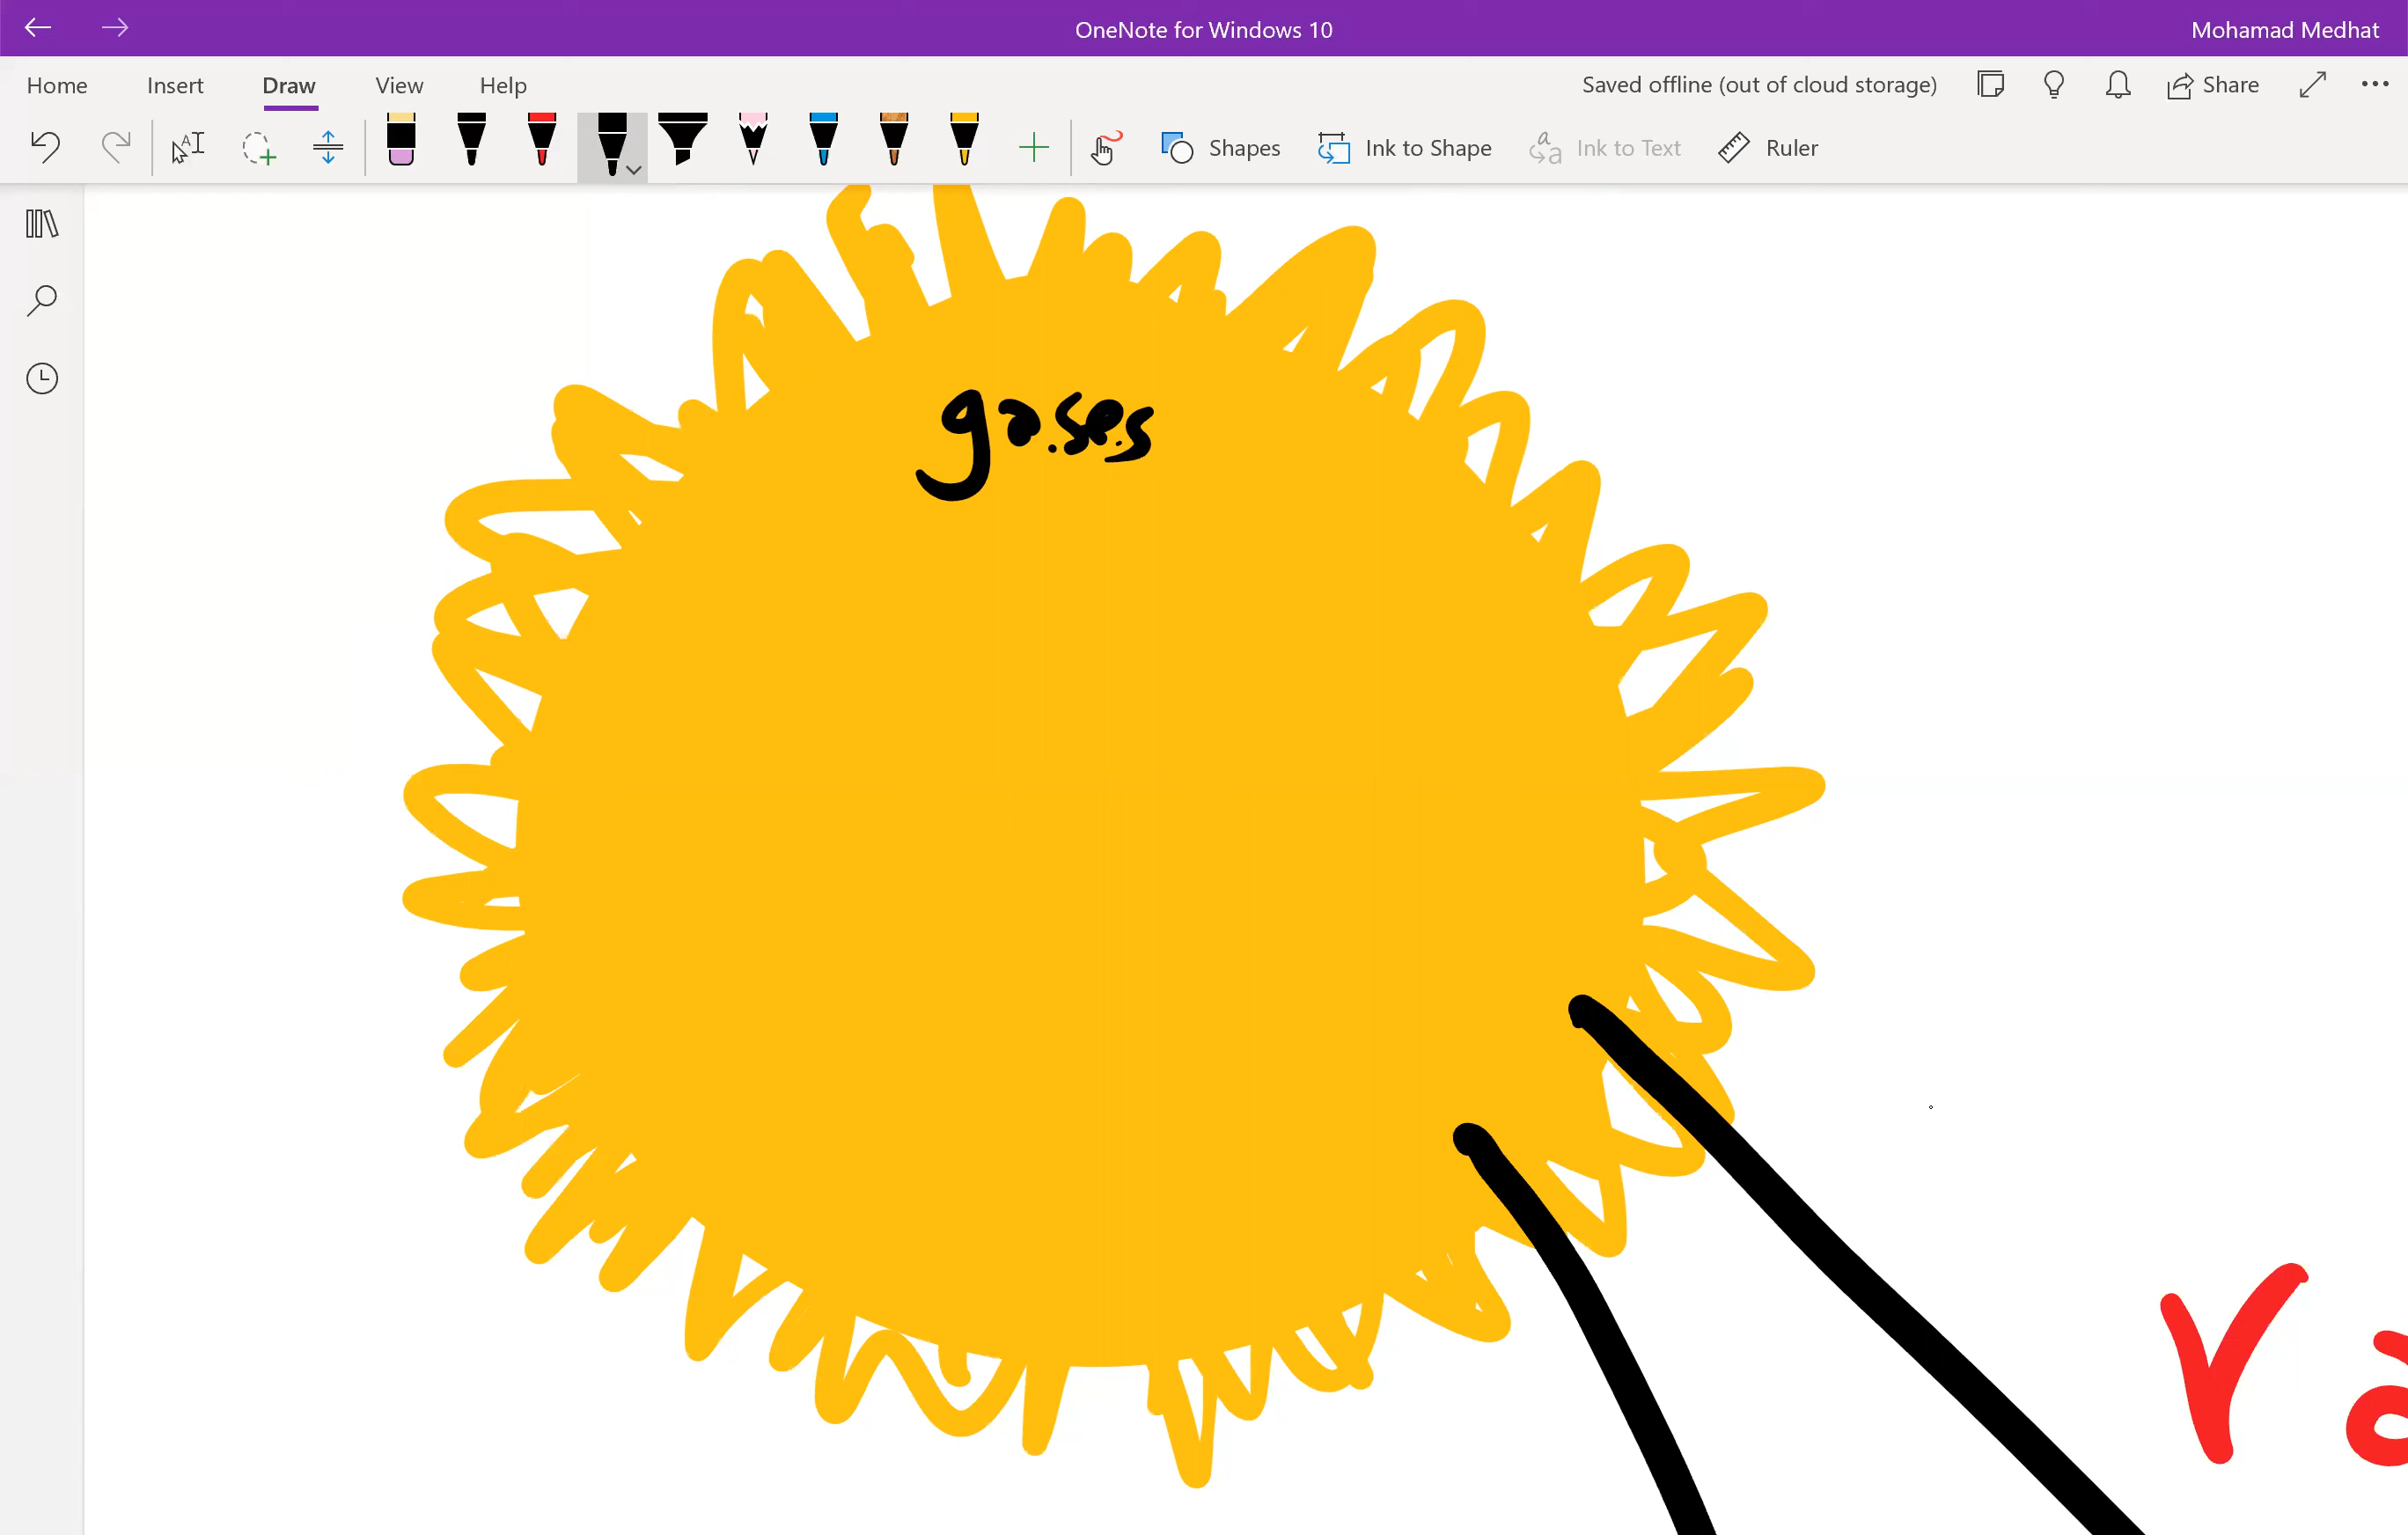 OneNote for Windows 10
Mohamad Medhat
Home Insert Draw View Help
Saved offline (out of cloud storage)
Share
Shapes
Ink to Shape
Ink to Text
Ruler
gases